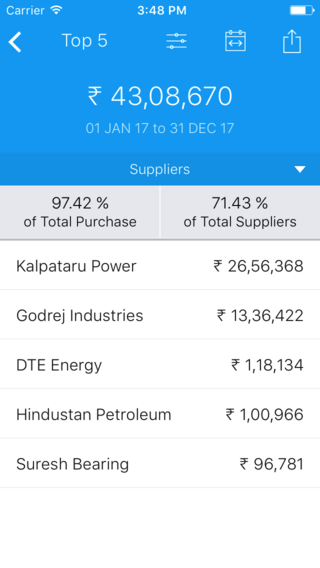 Carrier 3:48 PM
Top 5
₹ 43,08,670
01 JAN 17 to 31 DEC 17
Suppliers
97.42 % 71.43 %
of Total Purchase of Total Suppliers
Kalpataru Power ₹ 26,56,368
Godrej Industries ₹ 13,36,422
DTE Energy ₹ 1,18,134
Hindustan Petroleum ₹ 1,00,966
Suresh Bearing ₹ 96,781